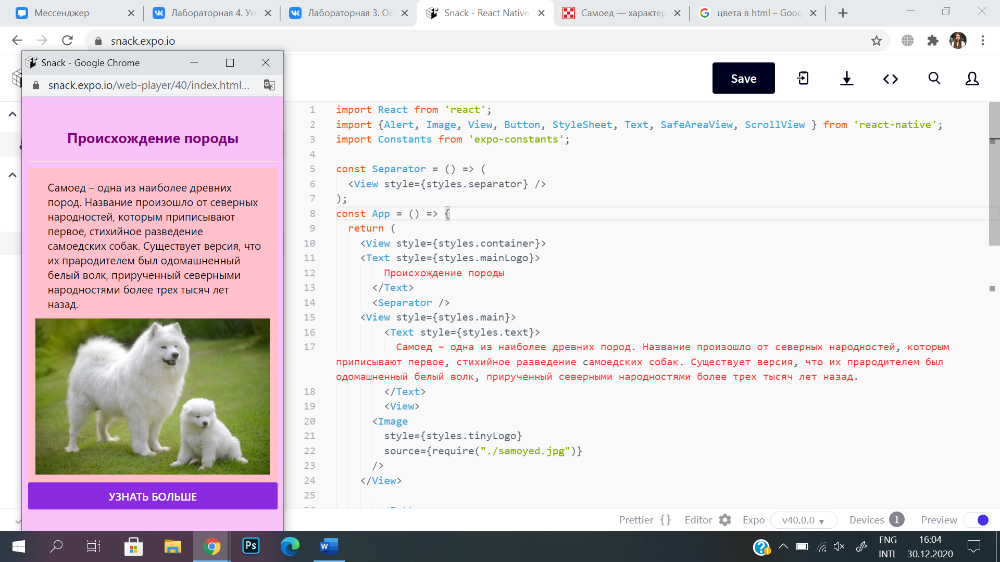 Мессенджер
Лабораторная 4. Ун
Лабораторная 3. Ос
Snack - React Native
Самоед — характер
цвета в html – Goog
snack.expo.io
Snack - Google Chrome
snack.expo.io/web-player/40/index.html...
Save
Происхождение породы
Самоед – одна из наиболее древних
пород. Название произошло от северных
народностей, которым приписывают
первое, стихийное разведение
самоедских собак. Существует версия, что
их прародителем был одомашненный
белый волк, прирученный северными
народностями более трех тысяч лет
назад.
УЗНАТЬ БОЛЬШЕ
1 import React from 'react';
2 import {Alert, Image, View, Button, StyleSheet, Text, SafeAreaView, ScrollView } from 'react-native';
3 import Constants from 'expo-constants';
4
5 const Separator = () => (
6 <View style={styles.separator} />
7 );
8 const App = () => {
9 return (
10 <View style={styles.container}>
11 <Text style={styles.mainLogo}>
12 Происхождение породы
13 </Text>
14 <Separator />
15 <View style={styles.main}>
16 <Text style={styles.text}>
17 Самоед – одна из наиболее древних пород. Название произошло от северных народностей, которым
приписывают первое, стихийное разведение самоедских собак. Существует версия, что их прародителем был
одомашненный белый волк, прирученный северными народностями более трех тысяч лет назад.
18 </Text>
19 <View>
20 <Image
21 style={styles.tinyLogo}
22 source={require("./samoyed.jpg")}
23 />
24 </View>
25
Prettier {} Editor Expo v40.0.0 Devices 1 Preview
Ps
W
ENG
INTL
16:04
30.12.2020